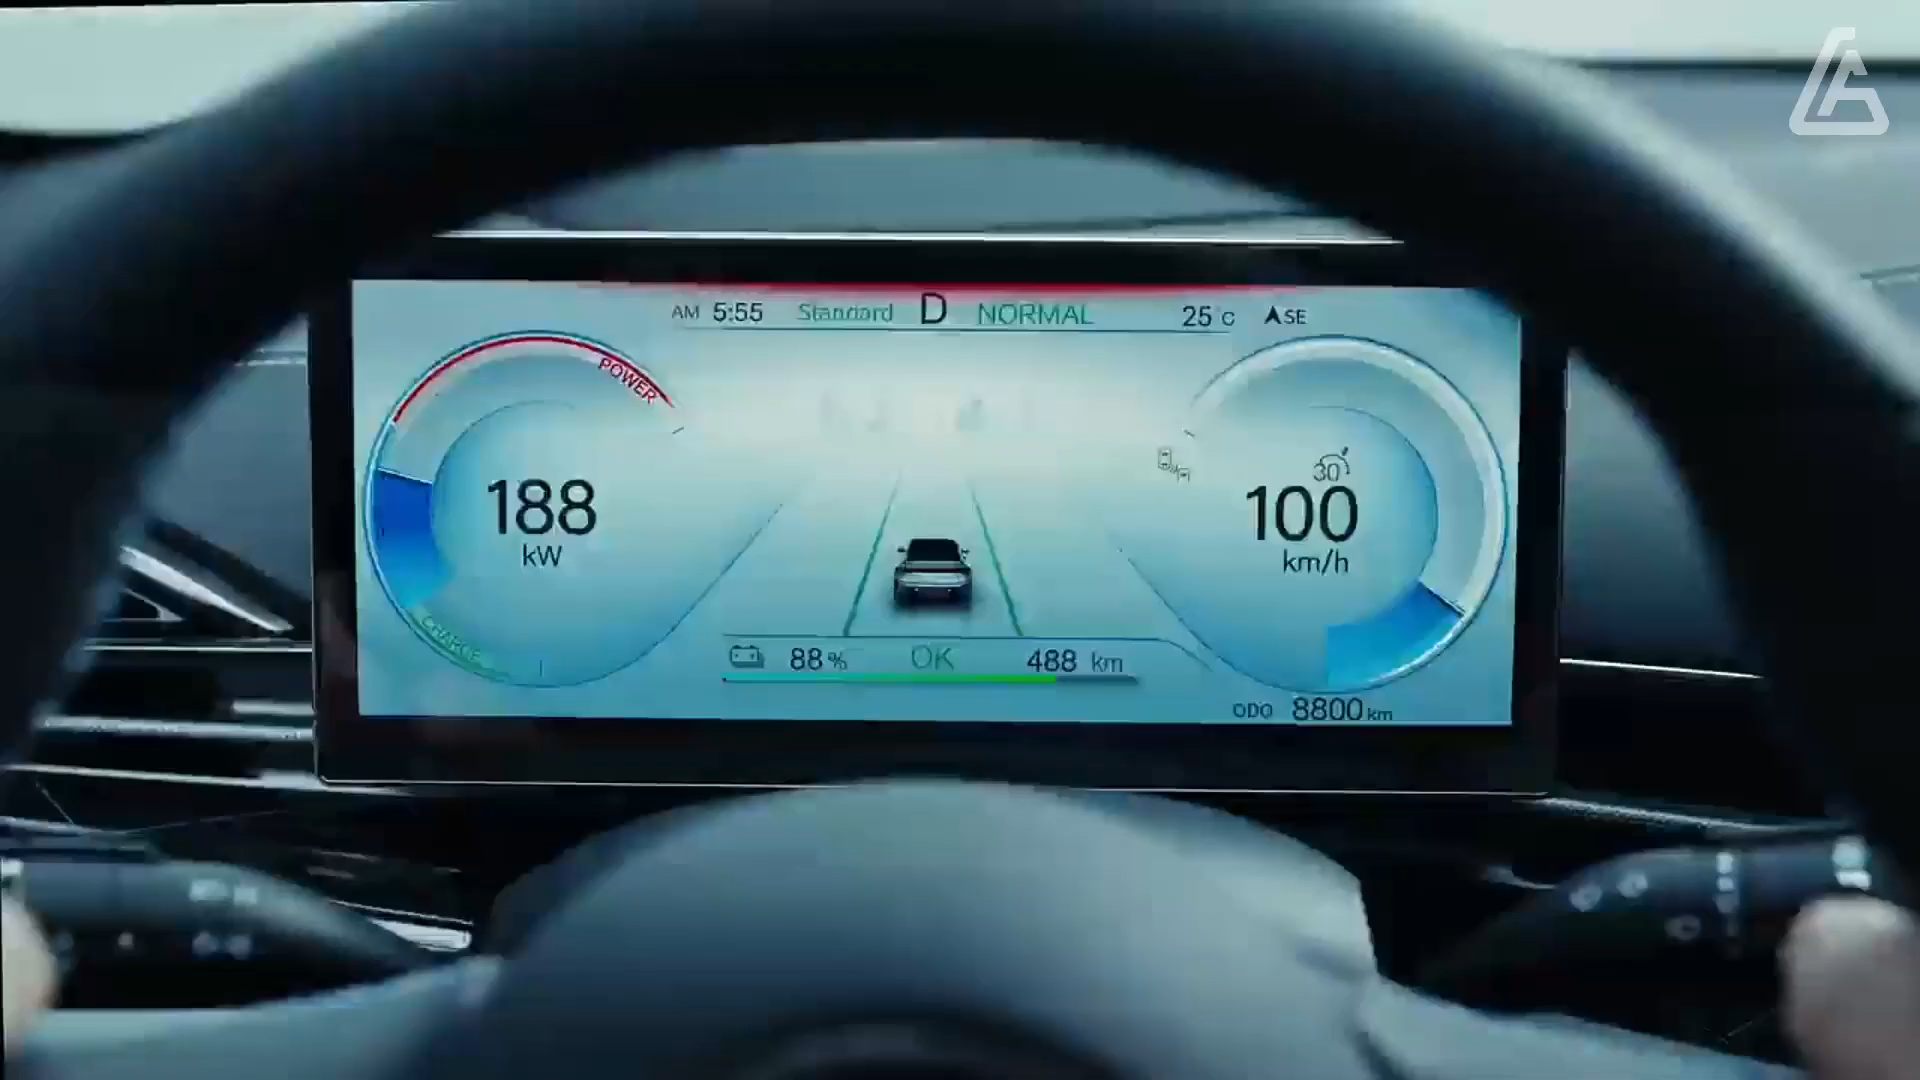 AM 5:55 Standard D NORMAL 25°C SE
POWER
188
kW
CHARGE
30
100
km/h
88% OK 488 km
ODO 8800 km